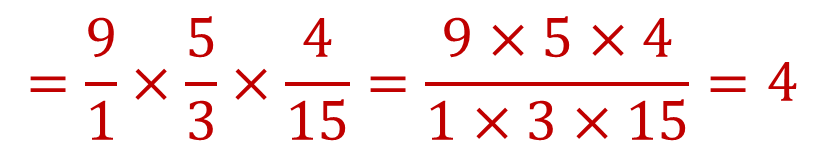 = 9/1 × 5/3 × 4/15 = (9 × 5 × 4)/(1 × 3 × 15) = 4